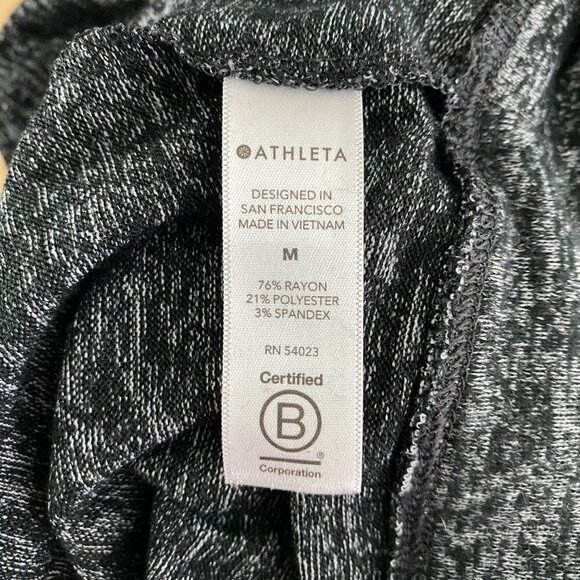 ATHLETA
DESIGNED IN
SAN FRANCISCO
MADE IN VIETNAM
M
76% RAYON
21% POLYESTER
3% SPANDEX
RN 54023
Certified
B
®
Corporation